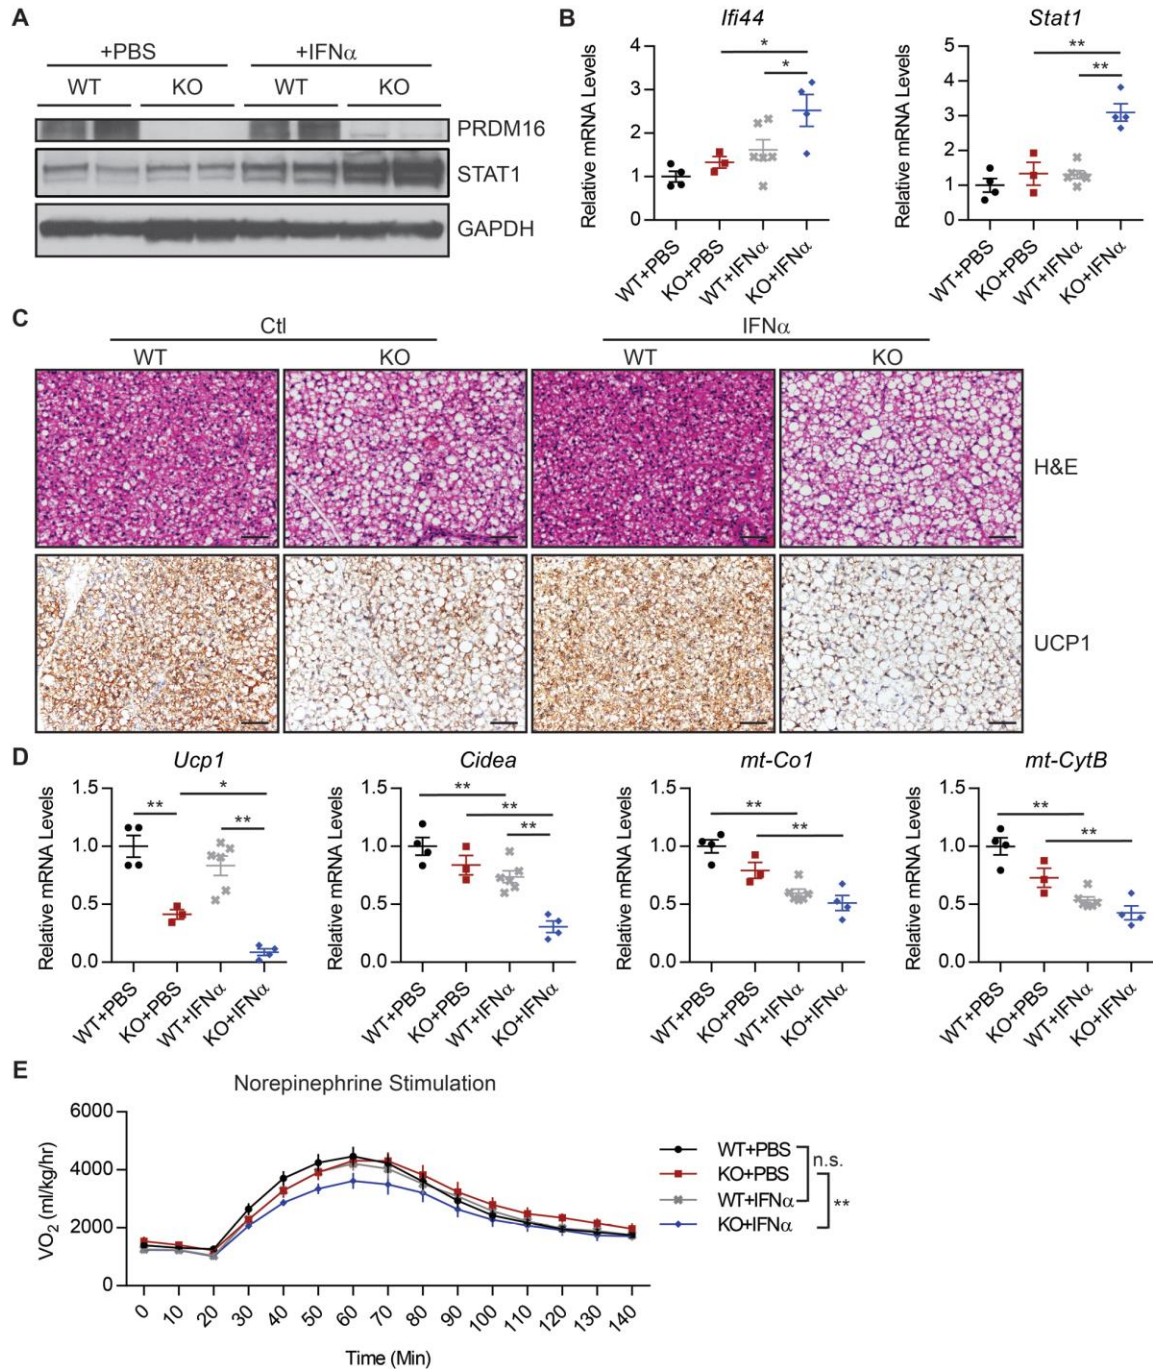 A
+PBS +IFNα
WT KO WT KO
PRDM16
STAT1
GAPDH
B
Ifi44
Relative mRNA Levels
4
3
2
1
0
WT+PBS
KO+PBS
WT+IFNα
KO+IFNα
* 
*
Stat1
Relative mRNA Levels
5
4
3
2
1
0
WT+PBS
KO+PBS
WT+IFNα
KO+IFNα
**
**
C
Ctl IFNα
WT KO WT KO
H&E
UCP1
D
Ucp1
Relative mRNA Levels
1.5
1.0
0.5
0.0
** *
**
WT+PBS
KO+PBS
WT+IFNα
KO+IFNα
Cidea
Relative mRNA Levels
1.5
1.0
0.5
0.0
**
**
**
WT+PBS
KO+PBS
WT+IFNα
KO+IFNα
mt-Co1
Relative mRNA Levels
1.5
1.0
0.5
0.0
**
**
WT+PBS
KO+PBS
WT+IFNα
KO+IFNα
mt-CytB
Relative mRNA Levels
1.5
1.0
0.5
0.0
**
**
WT+PBS
KO+PBS
WT+IFNα
KO+IFNα
E
Norepinephrine Stimulation
VO2 (ml/kg/hr)
6000
4000
2000
0
0 10 20 30 40 50 60 70 80 90 100 110 120 130 140
Time (Min)
WT+PBS
KO+PBS
WT+IFNα
KO+IFNα
n.s.
**